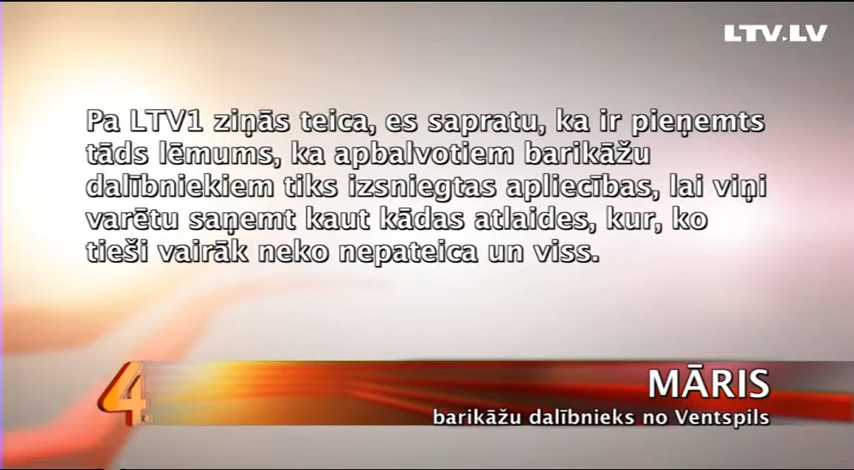 LTV.LV
Pa LTV1 ziņās teica, es sapratu, ka ir pieņemts
tāds lēmums, ka apbalvotiem barikāžu
dalībniekiem tiks izsniegtas apliecības, lai viņi
varētu saņemt kaut kādas atlaides, kur, ko
tieši vairāk neko nepateica un viss.
4.
MĀRIS
barikāžu dalībnieks no Ventspils